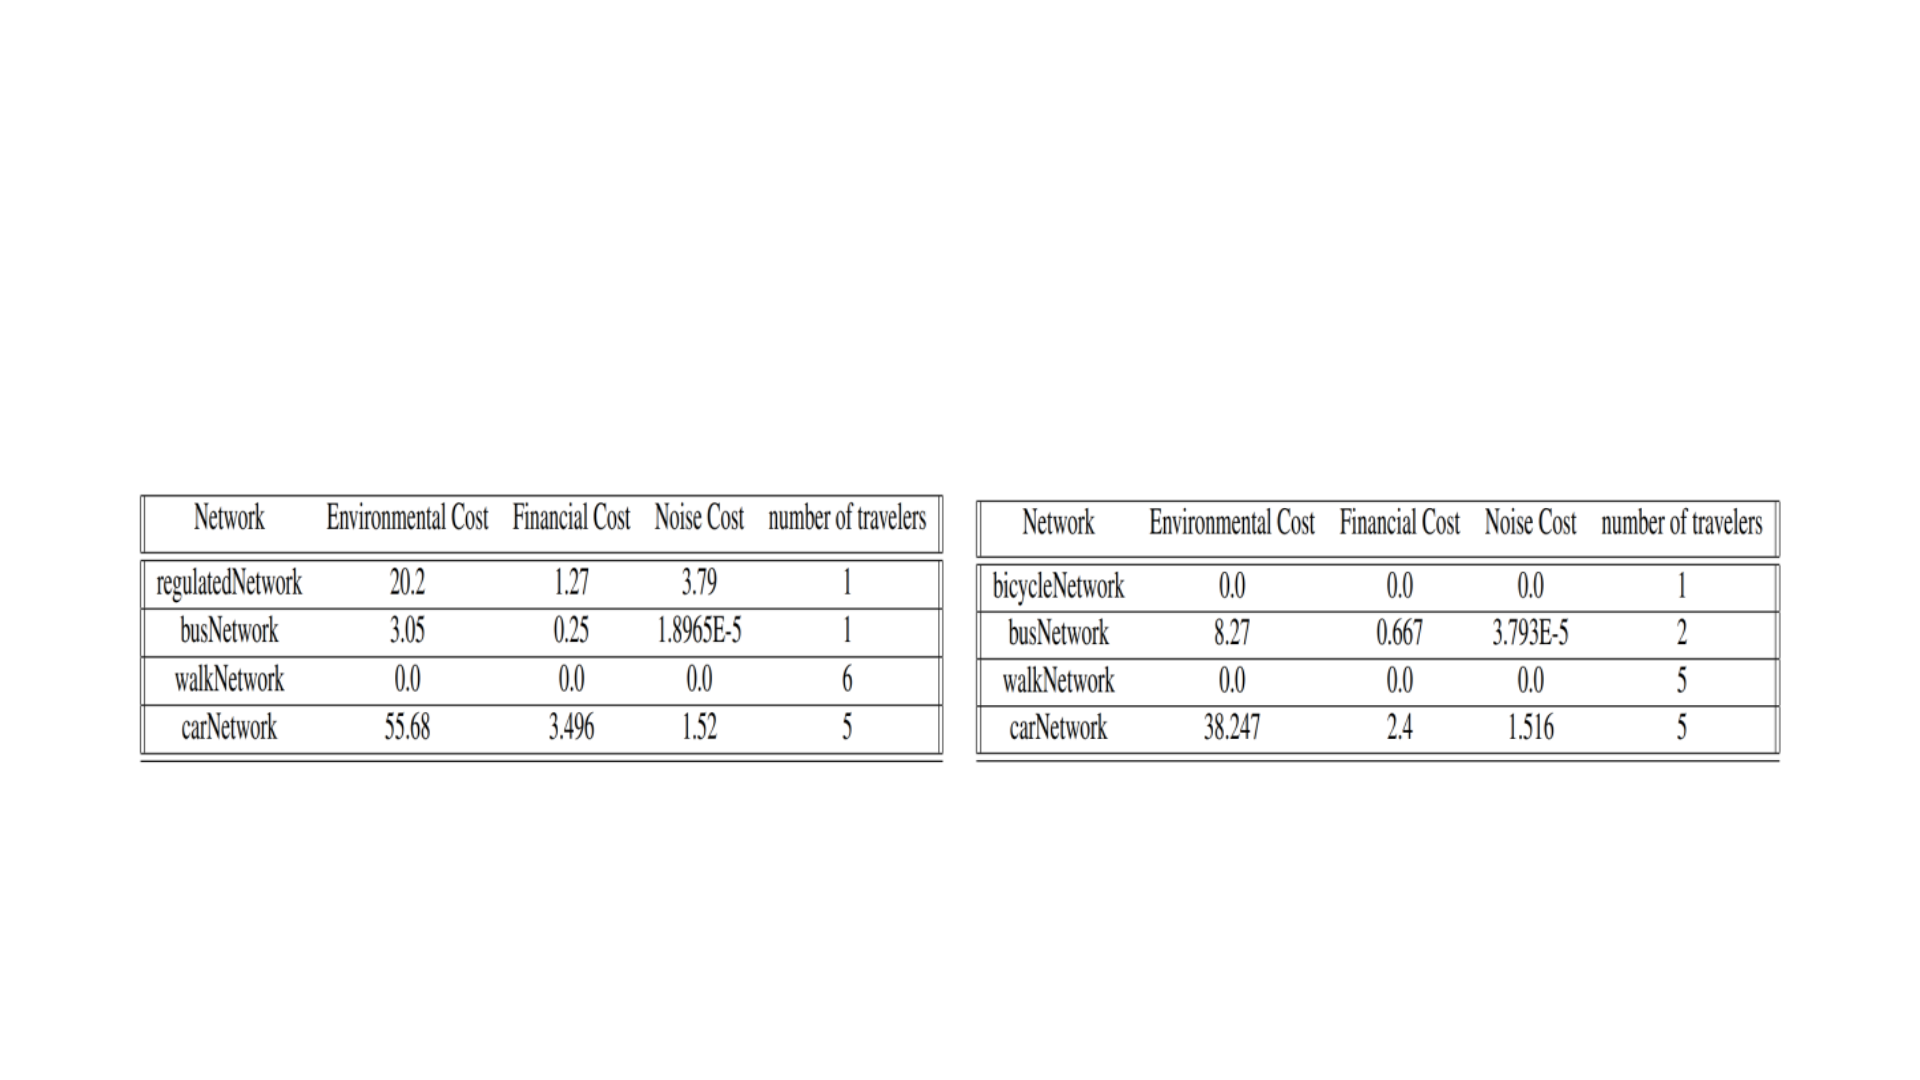 Network Environmental Cost Financial Cost Noise Cost number of travelers
regulatedNetwork 20.2 1.27 3.79 1
busNetwork 3.05 0.25 1.8965E-5 1
walkNetwork 0.0 0.0 0.0 6
carNetwork 55.68 3.496 1.52 5
Network Environmental Cost Financial Cost Noise Cost number of travelers
bicycleNetwork 0.0 0.0 0.0 1
busNetwork 8.27 0.667 3.793E-5 2
walkNetwork 0.0 0.0 0.0 5
carNetwork 38.247 2.4 1.516 5